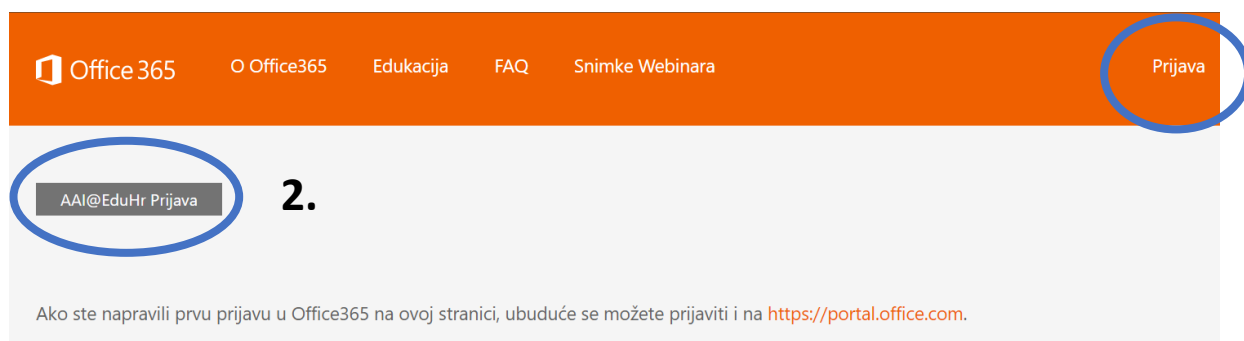 Office 365 O Office365 Edukacija FAQ Snimke Webinara Prijava
AAI@EduHr Prijava 2.
Ako ste napravili prvu prijavu u Office365 na ovoj stranici, ubuduće se možete prijaviti i na https://portal.office.com.